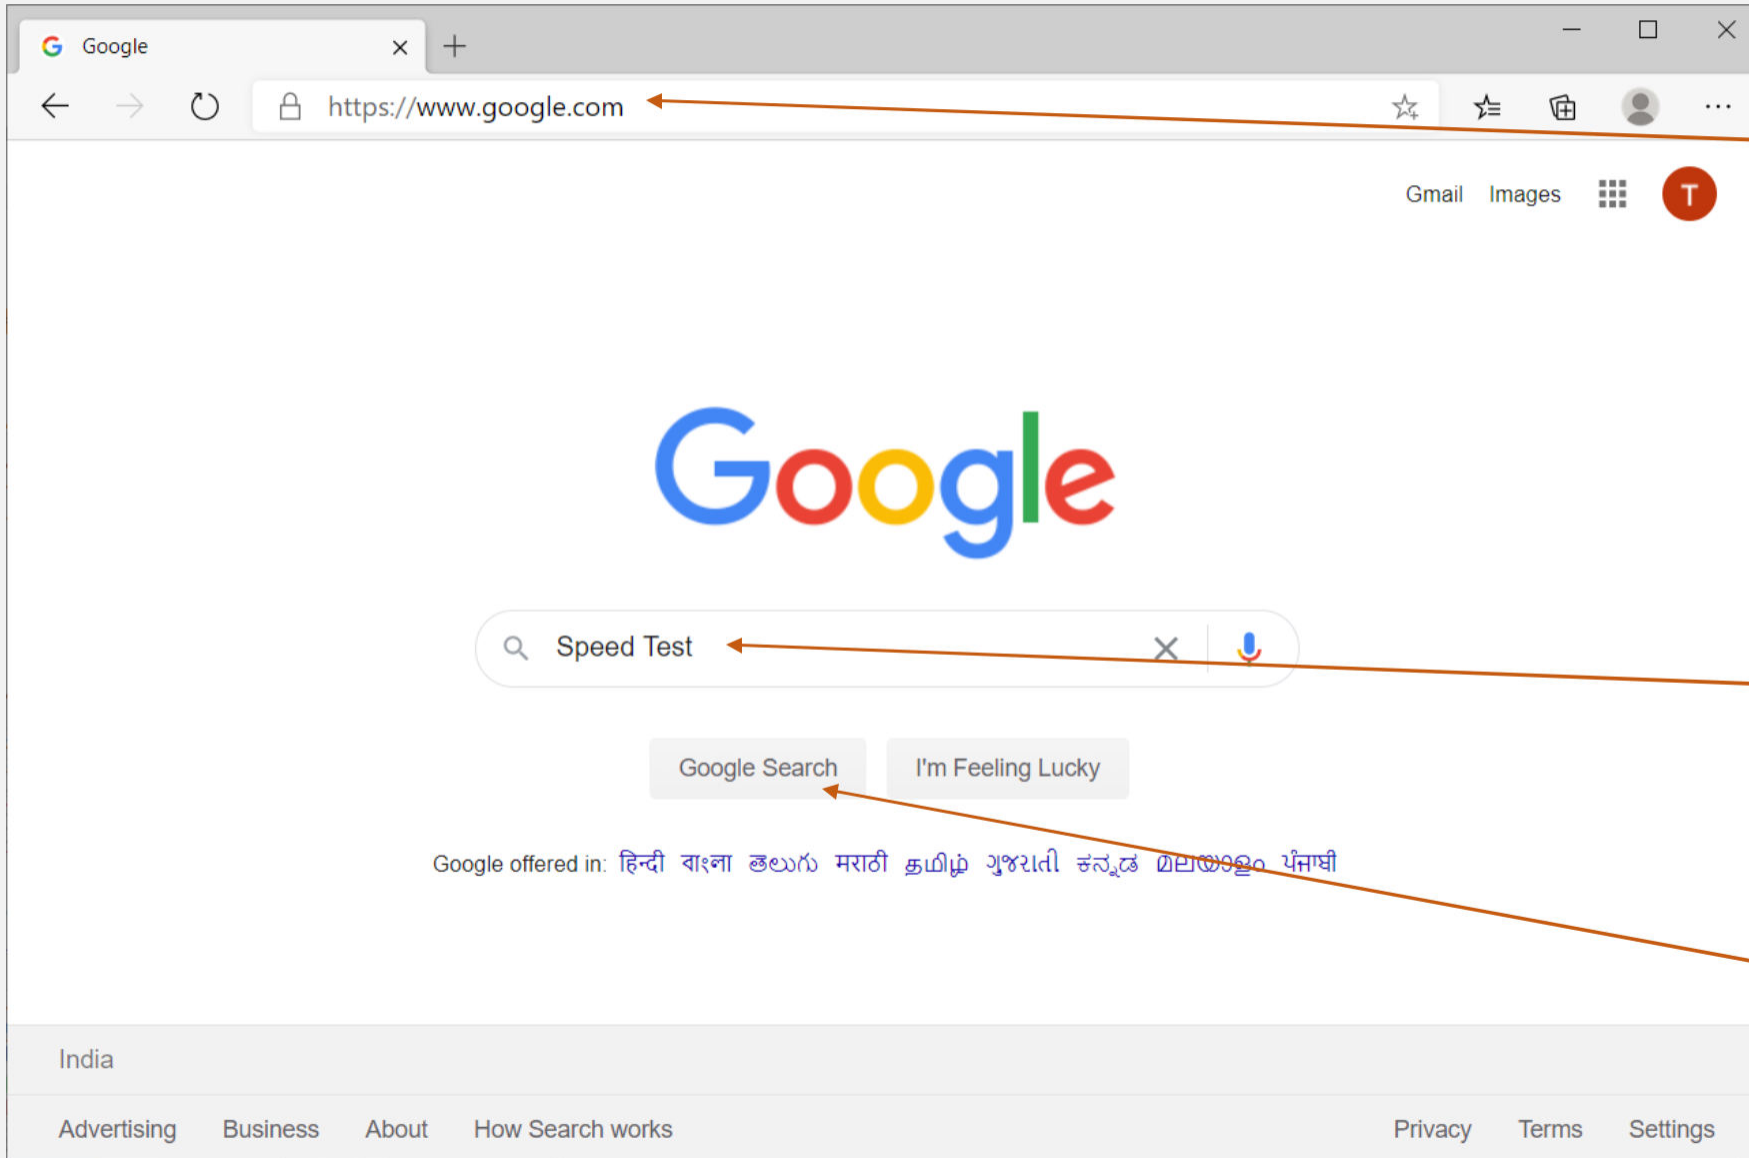 Google
https://www.google.com
Gmail Images
T
Google
Speed Test
Google Search I'm Feeling Lucky
Google offered in: हिन्दी বাংলা తెలుగు मराठी தமிழ் ગુજરાતી ಕನ್ನಡ മലയാളം ਪੰਜਾਬੀ
India
Advertising Business About How Search works Privacy Terms Settings